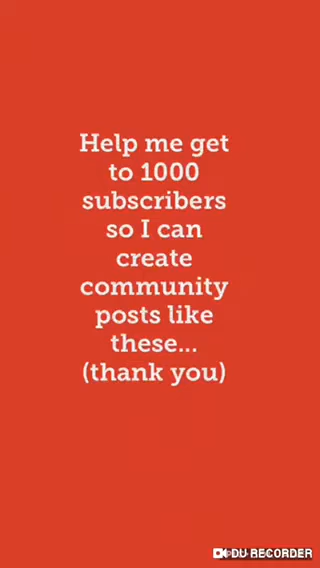 Help me get
to 1000
subscribers
so I can
create
community
posts like
these...
(thank you)
DU RECORDER